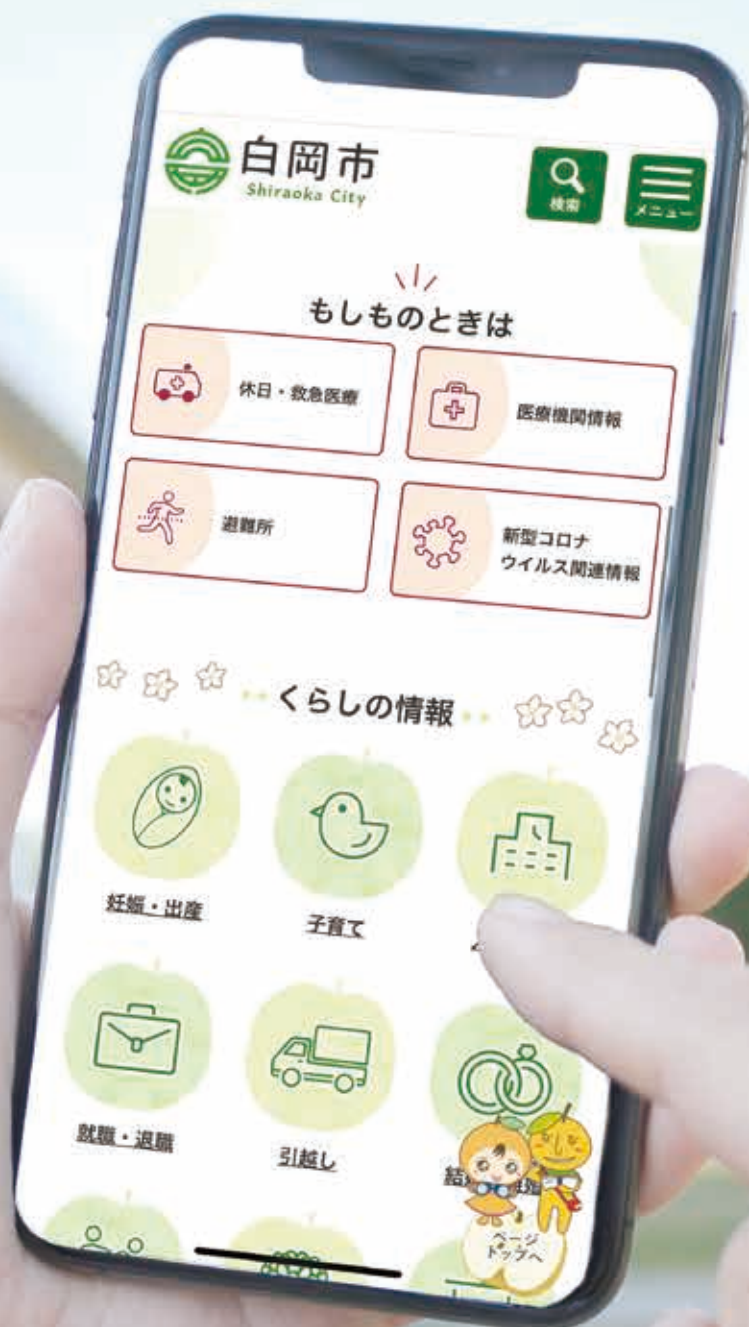 白岡市
Shiraoka City
検索
メニュー
もしものときは
休日・救急医療
医療機関情報
避難所
新型コロナ
ウイルス関連情報
くらしの情報
妊娠・出産
子育て
就職・退職
引越し
ページ
トップへ